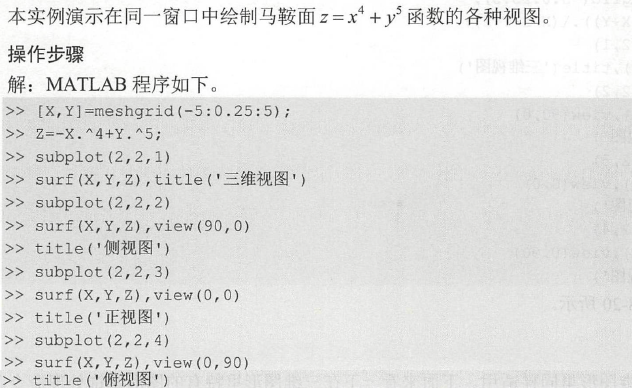 本实例演示在同一窗口中绘制马鞍面 z = x⁴ + y⁵ 函数的各种视图。
操作步骤
解：MATLAB 程序如下。
>> [X,Y]=meshgrid(-5:0.25:5);
>> Z=-X.^4+Y.^5;
>> subplot(2,2,1)
>> surf(X,Y,Z),title('三维视图')
>> subplot(2,2,2)
>> surf(X,Y,Z),view(90,0)
>> title('侧视图')
>> subplot(2,2,3)
>> surf(X,Y,Z),view(0,0)
>> title('正视图')
>> subplot(2,2,4)
>> surf(X,Y,Z),view(0,90)
>> title('俯视图')